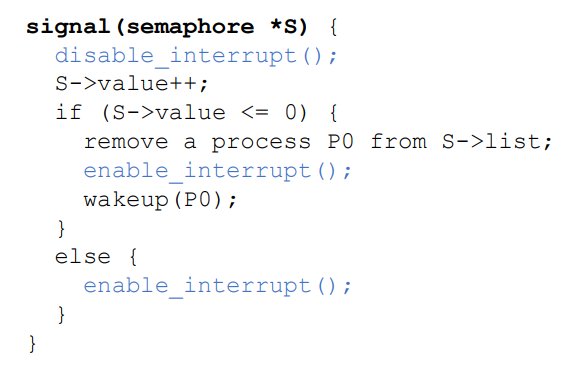 signal(semaphore *S) {
disable_interrupt();
S->value++;
if (S->value <= 0) {
remove a process P0 from S->list;
enable_interrupt();
wakeup(P0);
}
else {
enable_interrupt();
}
}